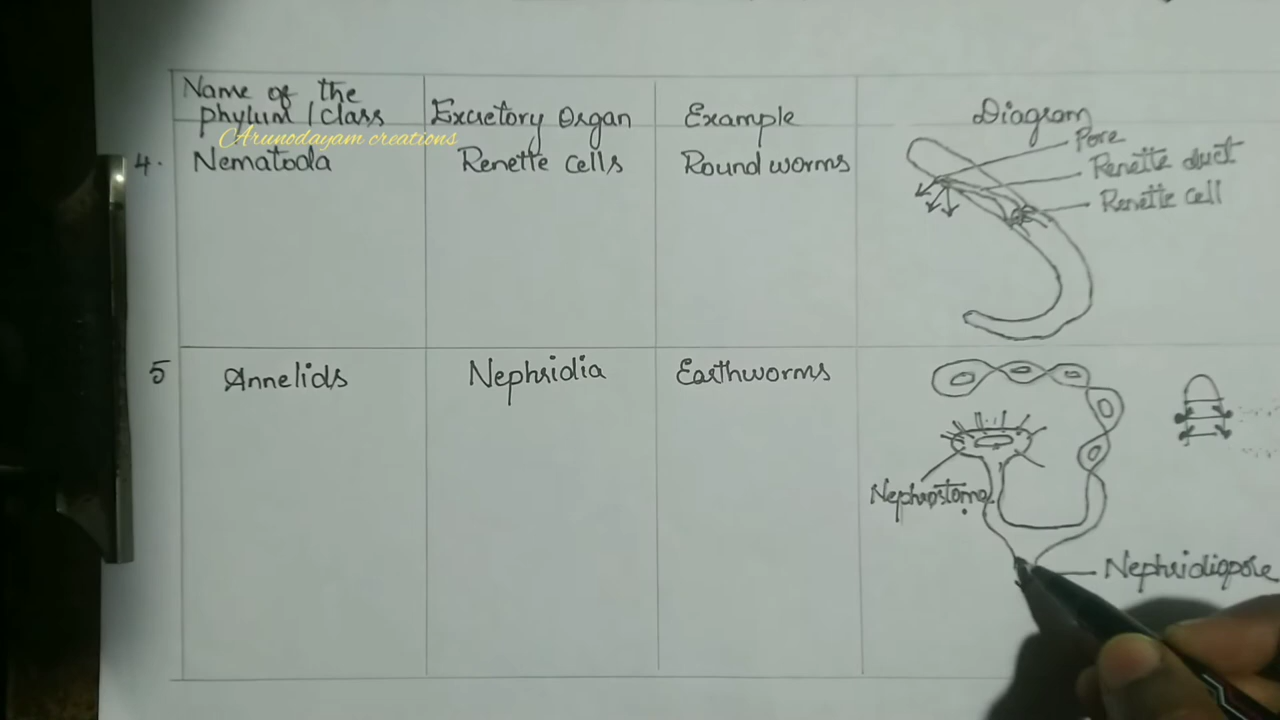 Name of the
phylum / class
Excretory Organ
Example
Diagram
Arunodayam creations
4.
Nematoda
Renette cells
Round worms
Pore
Renette duct
Renette cell
5
Annelids
Nephridia
Earthworms
Nephrostome
Nephridiopore